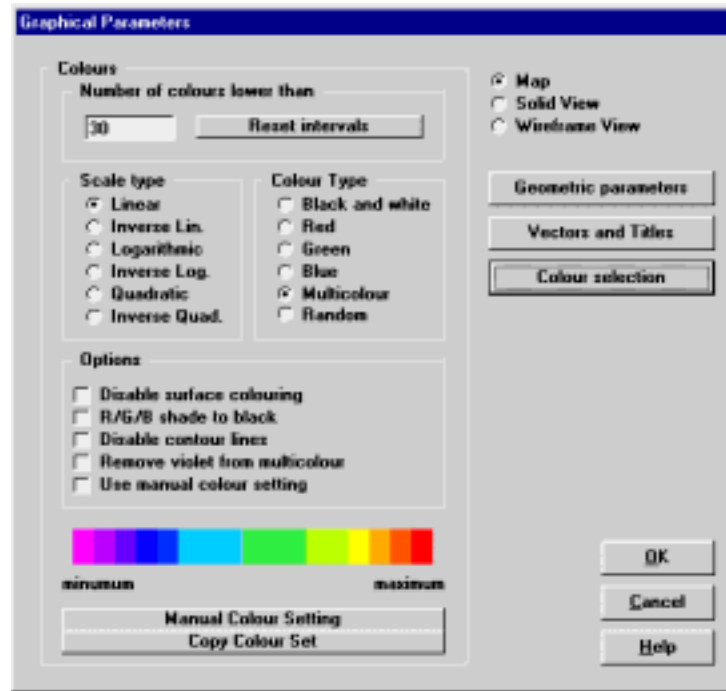 Graphical Parameters
Colours
Number of colours lower than
30
Reset intervals
Scale type
Linear
Inverse Lin.
Logarithmic
Inverse Log.
Quadratic
Inverse Quad.
Colour Type
Black and white
Red
Green
Blue
Multicolour
Random
Options
Disable surface colouring
R/G/B shade to black
Disable contour lines
Remove violet from multicolour
Use manual colour setting
minumum
maximum
Manual Colour Setting
Copy Colour Set
Map
Solid View
Wireframe View
Geometric parameters
Vectors and Titles
Colour selection
OK
Cancel
Help